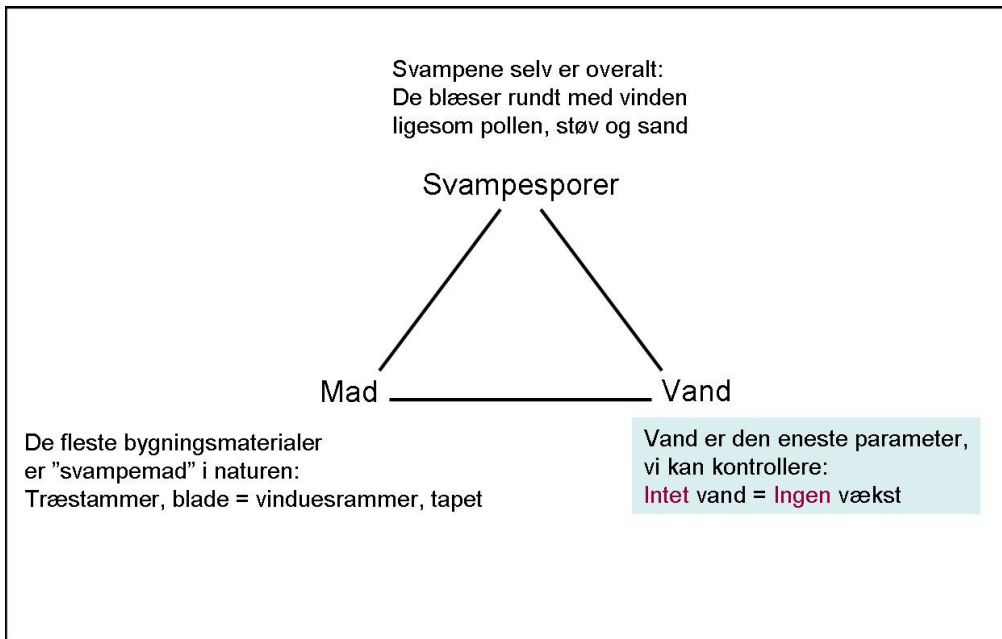 Svampene selv er overalt:
De blæser rundt med vinden
ligesom pollen, støv og sand
Svampesporer
Mad
Vand
De fleste bygningsmaterialer
er ”svampemad” i naturen:
Træstammer, blade = vinduesrammer, tapet
Vand er den eneste parameter,
vi kan kontrollere:
Intet vand = Ingen vækst